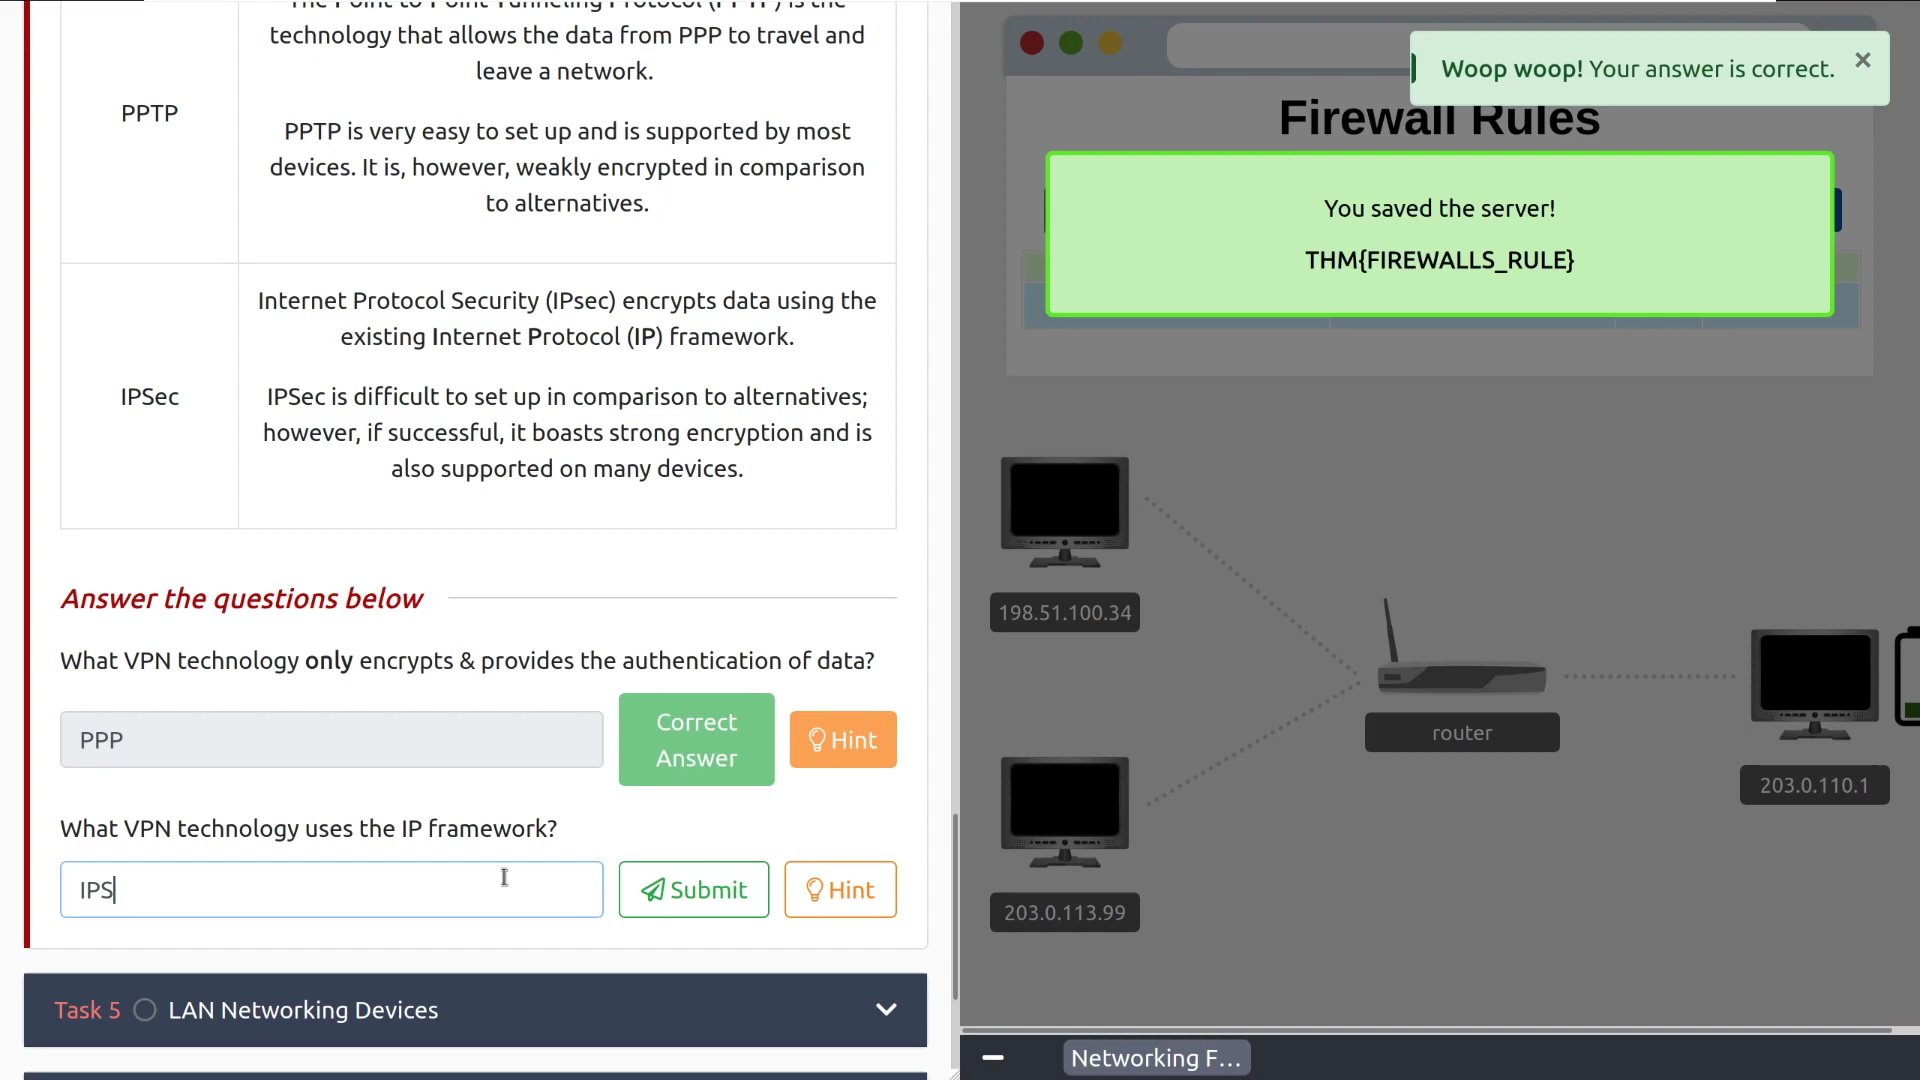 technology that allows the data from PPP to travel and
leave a network.
PPTP
PPTP is very easy to set up and is supported by most
devices. It is, however, weakly encrypted in comparison
to alternatives.
Internet Protocol Security (IPsec) encrypts data using the
existing Internet Protocol (IP) framework.
IPSec
IPSec is difficult to set up in comparison to alternatives;
however, if successful, it boasts strong encryption and is
also supported on many devices.
Answer the questions below
What VPN technology only encrypts & provides the authentication of data?
PPP
Correct
Answer
Hint
What VPN technology uses the IP framework?
IPS
Submit
Hint
Task 5
LAN Networking Devices
Woop woop! Your answer is correct.
×
Firewall Rules
You saved the server!
THM{FIREWALLS_RULE}
198.51.100.34
router
203.0.110.1
203.0.113.99
Networking F...